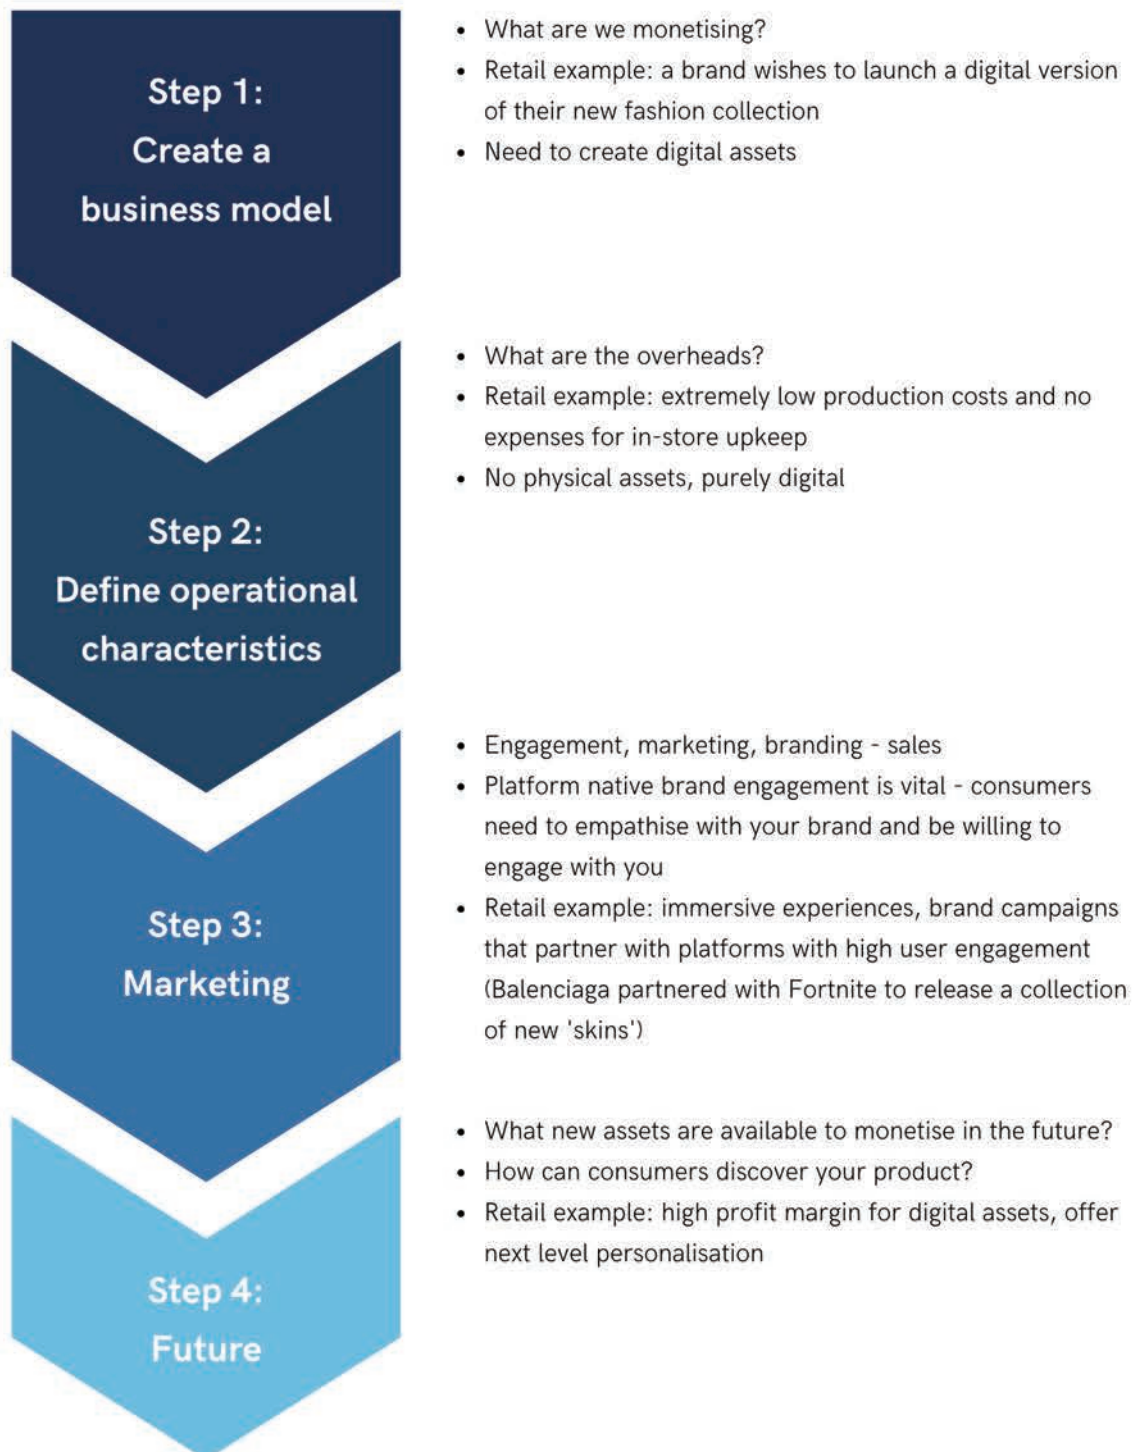 Step 1:
Create a
business model
• What are we monetising?
• Retail example: a brand wishes to launch a digital version
of their new fashion collection
• Need to create digital assets
Step 2:
Define operational
characteristics
• What are the overheads?
• Retail example: extremely low production costs and no
expenses for in-store upkeep
• No physical assets, purely digital
Step 3:
Marketing
• Engagement, marketing, branding - sales
• Platform native brand engagement is vital - consumers
need to empathise with your brand and be willing to
engage with you
• Retail example: immersive experiences, brand campaigns
that partner with platforms with high user engagement
(Balenciaga partnered with Fortnite to release a collection
of new 'skins')
Step 4:
Future
• What new assets are available to monetise in the future?
• How can consumers discover your product?
• Retail example: high profit margin for digital assets, offer
next level personalisation